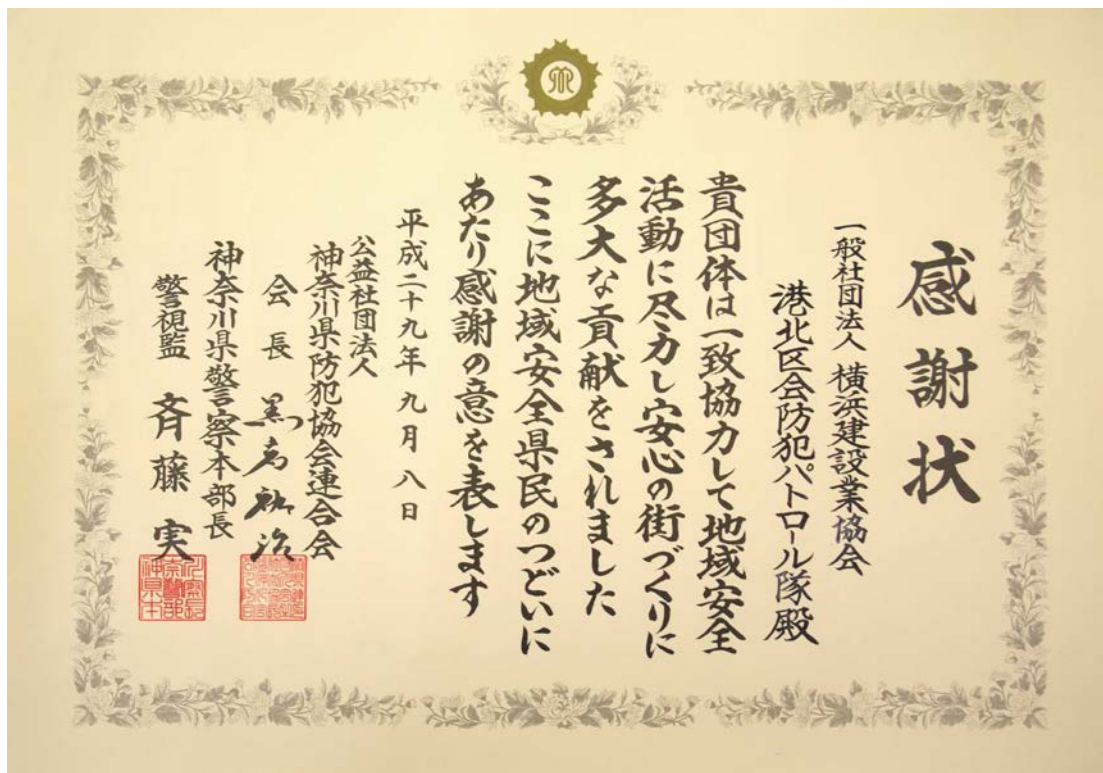 感謝状
一般社団法人 横浜建設業協会
港北区会防犯パトロール隊殿
貴団体は一致協力して地域安全
活動に尽力し安心の街づくりに
多大な貢献をされました
ここに地域安全県民のつどいに
あたり感謝の意を表します
平成二十九年九月八日
公益社団法人
神奈川県防犯協会連合会
会長
神奈川県警察本部長
警視監 斉藤実